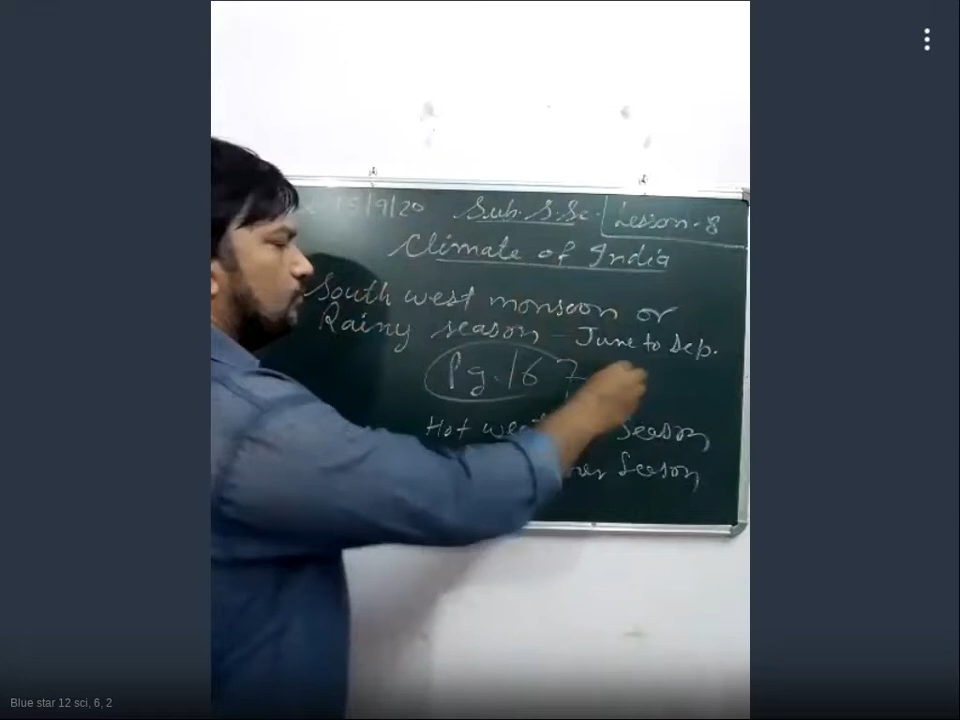 15/9/20 Sub. S.Sc. Lesson-8
Climate of India
South west monsoon or
Rainy season - June to Sep.
Pg. 167
Hot Season
Season
Blue star 12 sci, 6, 2